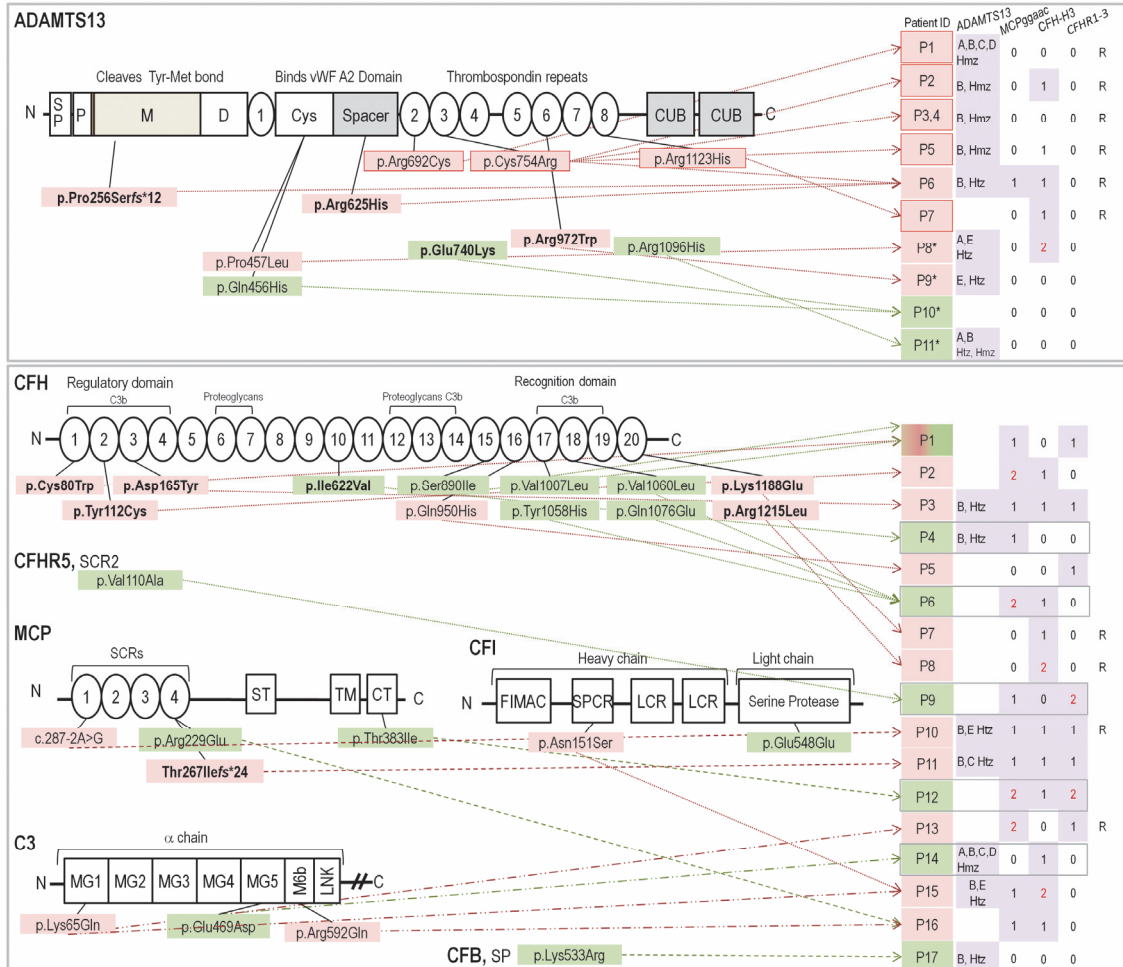 ADAMTS13
Patient ID ADAMTS13 MCPggaac CFH-H3 CFHR1-3
Cleaves Tyr-Met bond Binds vWF A2 Domain Thrombospondin repeats
N SP P M D 1 Cys Spacer 2 3 4 5 6 7 8 CUB CUB C
P1 A,B,C,D Hmz 0 0 0 R
P2 B, Hmz 0 1 0
P3,4 B, Hmz 0 0 0
P5 B, Hmz 0 1 0 R
P6 B, Htz 1 1 0 R
P7 0 1 0 R
P8* A,E Htz 0 2 0
P9* E, Htz 0 0 0
P10* 0 0 0
P11* A,B Htz, Hmz 0 0 0
p.Arg692Cys p.Cys754Arg p.Arg1123His
p.Pro256Serfs*12 p.Arg625His
p.Arg972Trp
p.Pro457Leu p.Glu740Lys p.Arg1096His
p.Gln456His
CFH Regulatory domain Recognition domain
C3b Proteoglycans Proteoglycans C3b C3b
N 1 2 3 4 5 6 7 8 9 10 11 12 13 14 15 16 17 18 19 20 C
p.Cys80Trp p.Asp165Tyr p.Ile622Val p.Ser890Ile p.Val1007Leu p.Val1060Leu p.Lys1188Glu
p.Tyr112Cys p.Gln950His p.Tyr1058His p.Gln1076Glu p.Arg1215Leu
CFHR5, SCR2
p.Val110Ala
MCP
SCRs
N 1 2 3 4 ST TM CT C
c.287-2A>G p.Arg229Glu p.Thr383Ile
Thr267Ilefs*24
CFI
Heavy chain Light chain
N FIMAC SPCR LCR LCR Serine Protease C
p.Asn151Ser p.Glu548Glu
C3
α chain
N MG1 MG2 MG3 MG4 MG5 M6b LNK C
p.Lys65Gln p.Glu469Asp p.Arg592Gln
CFB, SP p.Lys533Arg
P1 1 0 1
P2 2 1 0
P3 B, Htz 1 1 1
P4 B, Htz 1 0 0
P5 0 0 1
P6 2 1 0
P7 0 1 0 R
P8 0 2 0 R
P9 1 0 2
P10 B,E Htz 1 1 1 R
P11 B,C Htz 1 1 1
P12 2 1 2
P13 2 0 1 R
P14 A,B,C,D Hmz 0 1 0
P15 B,E Htz 1 2 0
P16 1 1 0
P17 B, Htz 0 0 0